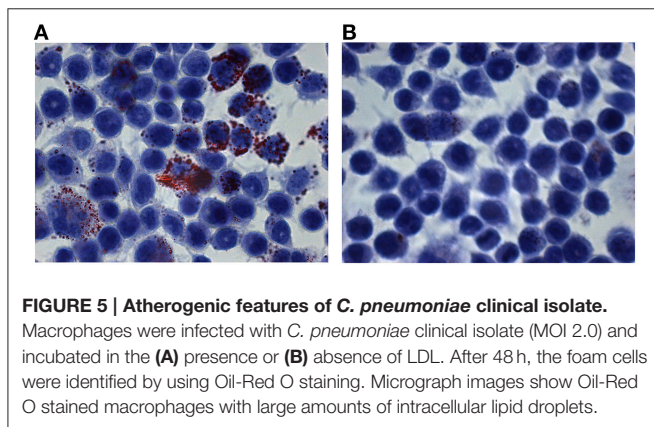 A B
FIGURE 5 | Atherogenic features of C. pneumoniae clinical isolate.
Macrophages were infected with C. pneumoniae clinical isolate (MOI 2.0) and
incubated in the (A) presence or (B) absence of LDL. After 48 h, the foam cells
were identified by using Oil-Red O staining. Micrograph images show Oil-Red
O stained macrophages with large amounts of intracellular lipid droplets.